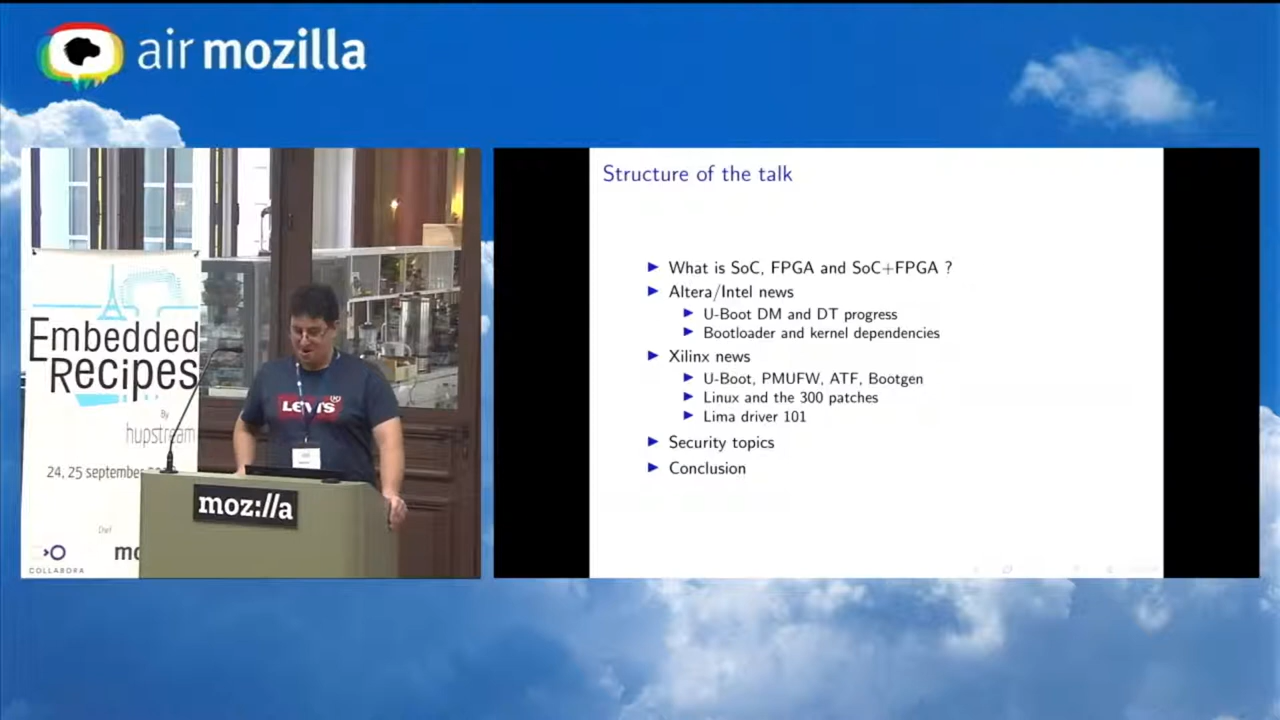 air mozilla
Embedded
Recipes
By
hupstream
24, 25 september
Chef
COLLABORA
LEVI'S
moz://a
Structure of the talk
What is SoC, FPGA and SoC+FPGA ?
Altera/Intel news
U-Boot DM and DT progress
Bootloader and kernel dependencies
Xilinx news
U-Boot, PMUFW, ATF, Bootgen
Linux and the 300 patches
Lima driver 101
Security topics
Conclusion